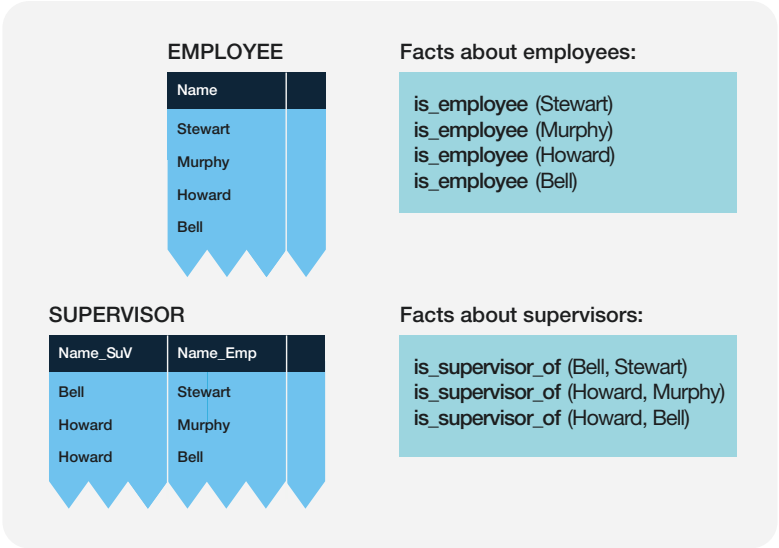 EMPLOYEE
Name
Stewart
Murphy
Howard
Bell
Facts about employees:
is_employee (Stewart)
is_employee (Murphy)
is_employee (Howard)
is_employee (Bell)
SUPERVISOR
Name_SuV Name_Emp
Bell Stewart
Howard Murphy
Howard Bell
Facts about supervisors:
is_supervisor_of (Bell, Stewart)
is_supervisor_of (Howard, Murphy)
is_supervisor_of (Howard, Bell)